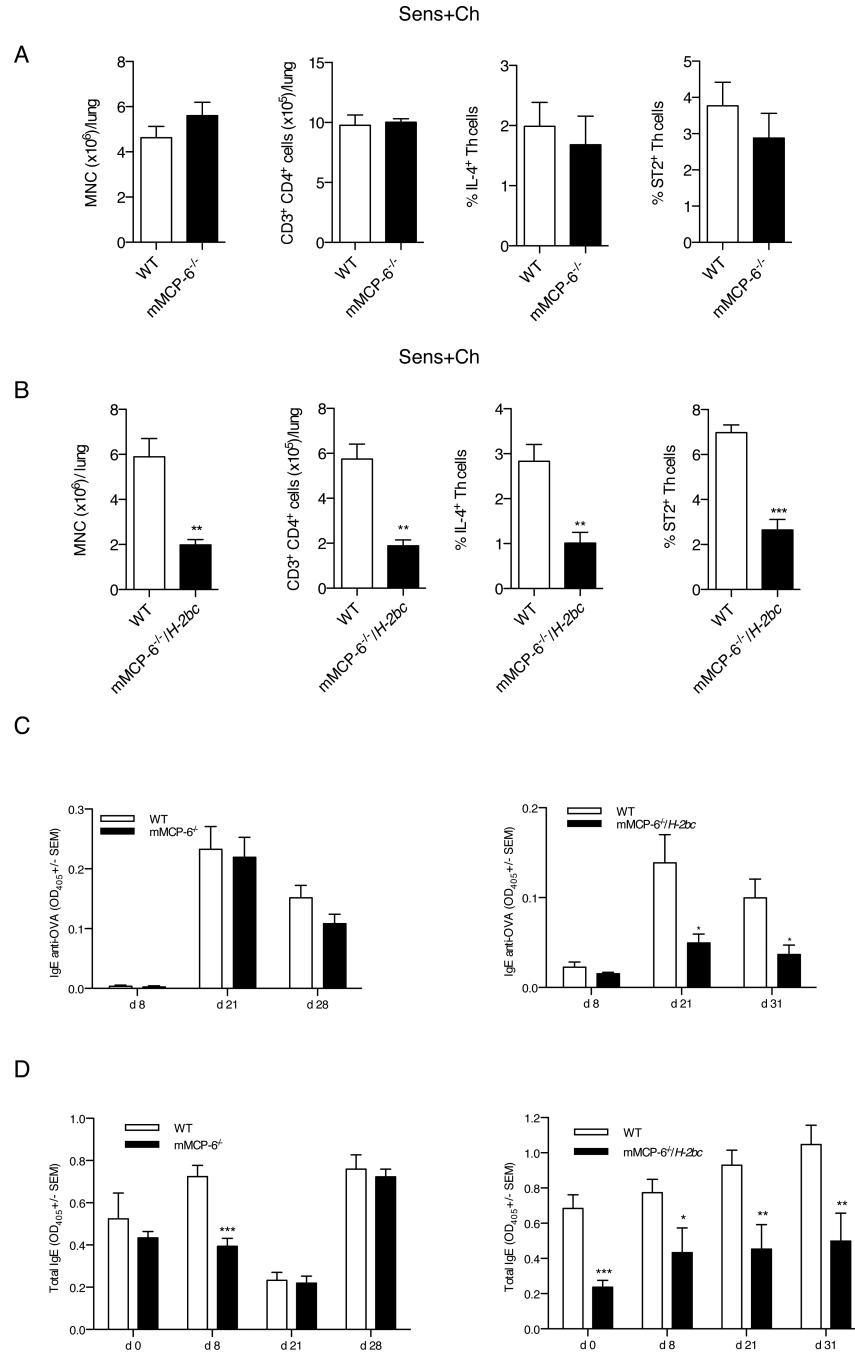 Sens+Ch
A
MNC (x10⁶)/lung
8
6
4
2
0
WT
mMCP-6⁻/⁻
CD3⁺ CD4⁺ cells (x10⁵)/lung
15
10
5
0
WT
mMCP-6⁻/⁻
% IL-4⁺ Th cells
3
2
1
0
WT
mMCP-6⁻/⁻
% ST2⁺ Th cells
5
4
3
2
1
0
WT
mMCP-6⁻/⁻
Sens+Ch
B
MNC (x10⁶)/ lung
8
6
4
2
0
**
WT
mMCP-6⁻/⁻/H-2bc
CD3⁺ CD4⁺ cells (x10⁵)/lung
8
6
4
2
0
**
WT
mMCP-6⁻/⁻/H-2bc
% IL-4⁺ Th cells
4
3
2
1
0
**
WT
mMCP-6⁻/⁻/H-2bc
% ST2⁺ Th cells
8
6
4
2
0
***
WT
mMCP-6⁻/⁻/H-2bc
C
IgE anti-OVA (OD₄₀₅+/- SEM)
0.3
0.2
0.1
0.0
WT
mMCP-6⁻/⁻
d 8
d 21
d 28
IgE anti-OVA (OD₄₀₅+/- SEM)
0.2
0.1
0.0
WT
mMCP-6⁻/⁻/H-2bc
*
*
d 8
d 21
d 31
D
Total IgE (OD₄₀₅+/- SEM)
1.0
0.8
0.6
0.4
0.2
0.0
WT
mMCP-6⁻/⁻
***
d 0
d 8
d 21
d 28
Total IgE (OD₄₀₅+/- SEM)
1.2
1.0
0.8
0.6
0.4
0.2
0.0
WT
mMCP-6⁻/⁻/H-2bc
***
*
**
**
d 0
d 8
d 21
d 31